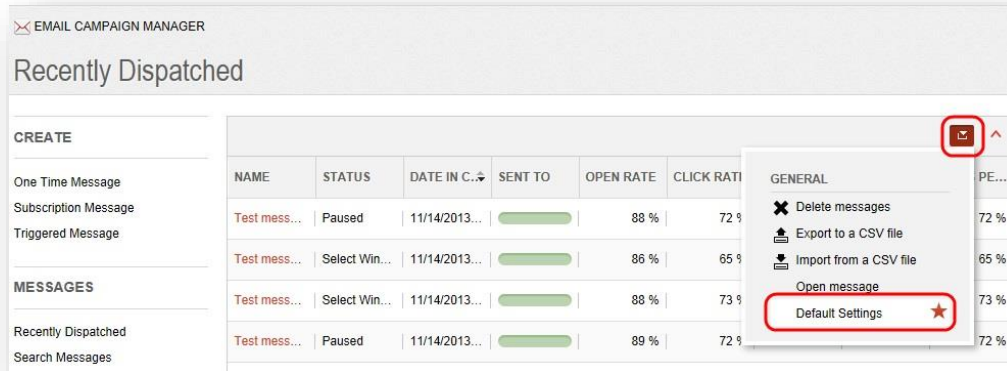 EMAIL CAMPAIGN MANAGER
Recently Dispatched
CREATE
One Time Message
Subscription Message
Triggered Message
MESSAGES
Recently Dispatched
Search Messages
NAME STATUS DATE IN C... SENT TO OPEN RATE CLICK RAT PE...
Test mess... Paused 11/14/2013... 88 % 72 % 72 %
Test mess... Select Win... 11/14/2013... 86 % 65 % 65 %
Test mess... Select Win... 11/14/2013... 88 % 73 % 73 %
Test mess... Paused 11/14/2013... 89 % 72 % 72 %
GENERAL
Delete messages
Export to a CSV file
Import from a CSV file
Open message
Default Settings